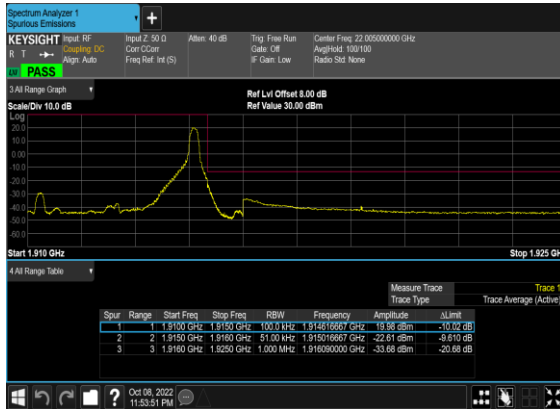 Spectrum Analyzer 1
Spurious Emissions
+
KEYSIGHT Input: RF Input Z: 50 Ω Atten: 40 dB Trig: Free Run Center Freq: 22.005000000 GHz
R T Coupling: DC Corr CCorr Gate: Off Avg|Hold: 100/100
Align: Auto Freq Ref: Int (S) IF Gain: Low Radio Std: None
PASS
3 All Range Graph
Ref Lvl Offset 8.00 dB
Scale/Div 10.0 dB Ref Value 30.00 dBm
Log
20.0
10.0
0.00
-10.0
-20.0
-30.0
-40.0
-50.0
-60.0
Start 1.910 GHz Stop 1.925 GH
4 All Range Table
Measure Trace Trace 1
Trace Type Trace Average (Active)
Spur Range Start Freq Stop Freq RBW Frequency Amplitude ΔLimit
1 1 1.9100 GHz 1.9150 GHz 100.0 kHz 1.914616667 GHz 19.98 dBm -10.02 dB
2 2 1.9150 GHz 1.9160 GHz 51.00 kHz 1.915016667 GHz -22.61 dBm -9.610 dB
3 3 1.9160 GHz 1.9250 GHz 1.000 MHz 1.916090000 GHz -33.68 dBm -20.68 dB
? Oct 08, 2022
11:53:51 PM